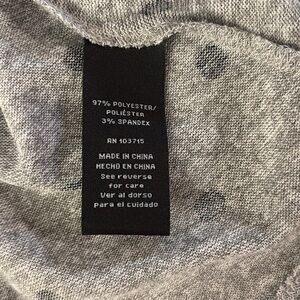 97% POLYESTER/
POLIÉSTER
3% SPANDEX
RN 103715
MADE IN CHINA
HECHO EN CHINA
See reverse
for care
Ver al dorso
para el cuidado